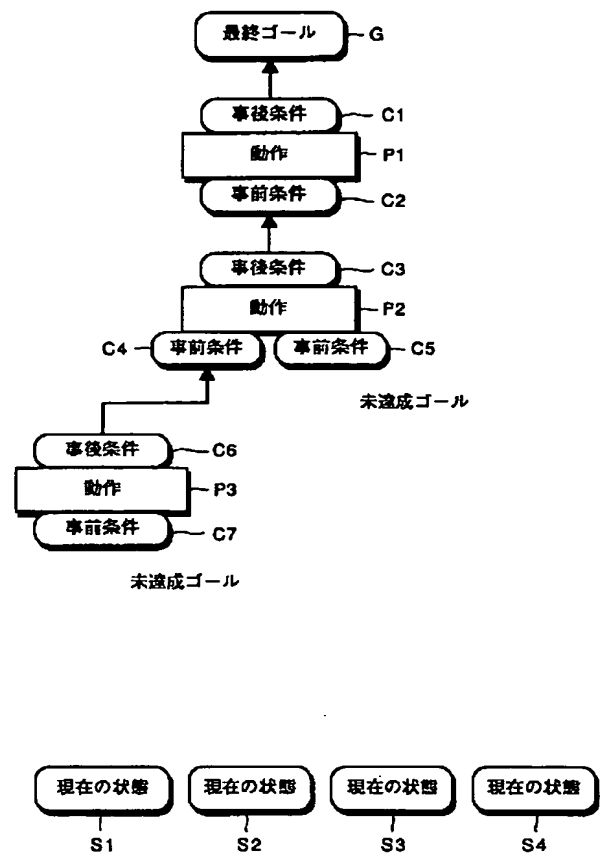 最終ゴール G
事後条件 C1
動作 P1
事前条件 C2
事後条件 C3
動作 P2
C4 事前条件 事前条件 C5
未達成ゴール
事後条件 C6
動作 P3
事前条件 C7
未達成ゴール
現在の状態 現在の状態 現在の状態 現在の状態
S1 S2 S3 S4